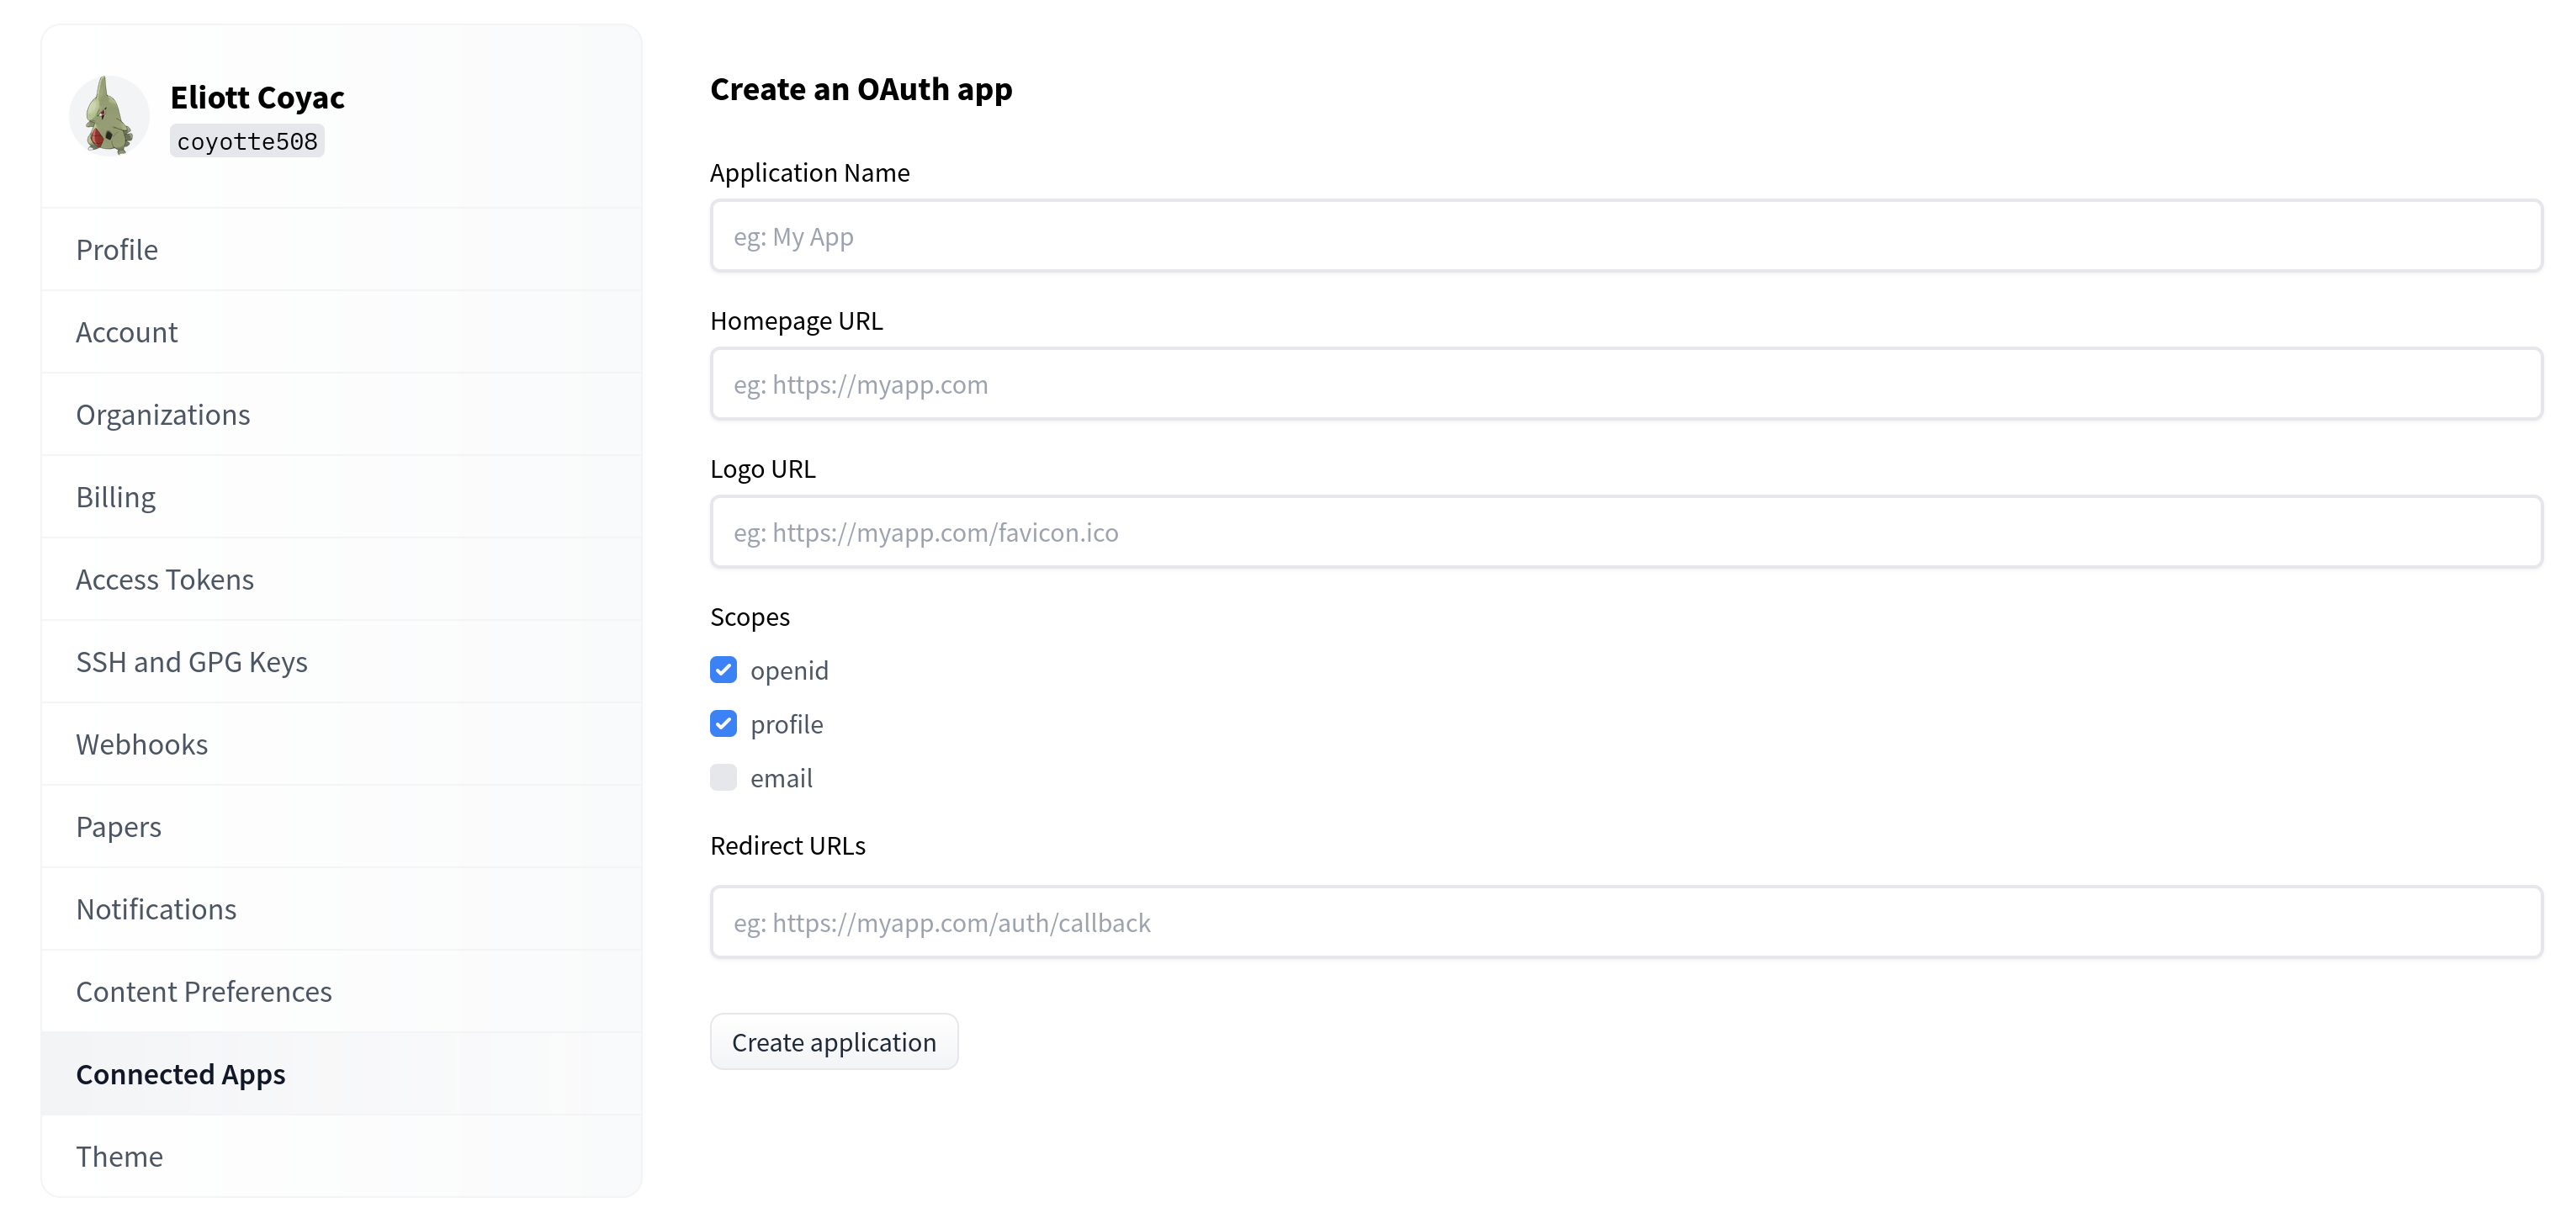 Eliott Coyac
coyotte508
Profile
Account
Organizations
Billing
Access Tokens
SSH and GPG Keys
Webhooks
Papers
Notifications
Content Preferences
Connected Apps
Theme
Create an OAuth app
Application Name
eg: My App
Homepage URL
eg: https://myapp.com
Logo URL
eg: https://myapp.com/favicon.ico
Scopes
openid
profile
email
Redirect URLs
eg: https://myapp.com/auth/callback
Create application